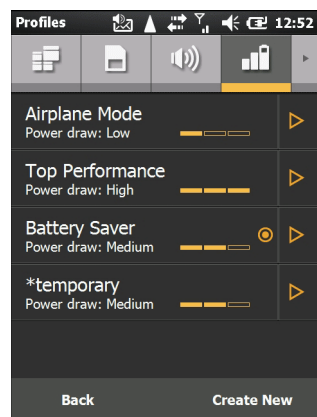 Profiles 12:52
Airplane Mode
Power draw: Low
Top Performance
Power draw: High
Battery Saver
Power draw: Medium
*temporary
Power draw: Medium
Back Create New